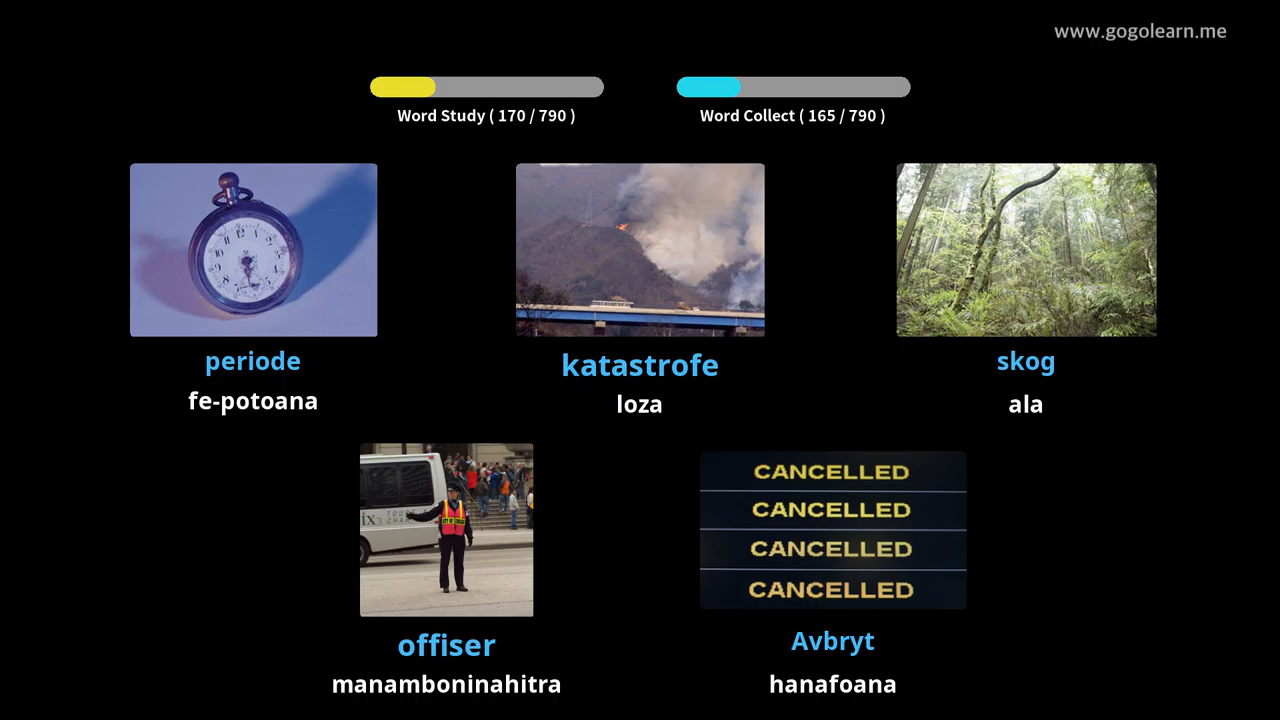 www.gogolearn.me
Word Study ( 170 / 790 )
Word Collect ( 165 / 790 )
periode
fe-potoana
katastrofe
loza
skog
ala
CANCELLED
CANCELLED
CANCELLED
CANCELLED
offiser
manamboninahitra
Avbryt
hanafoana